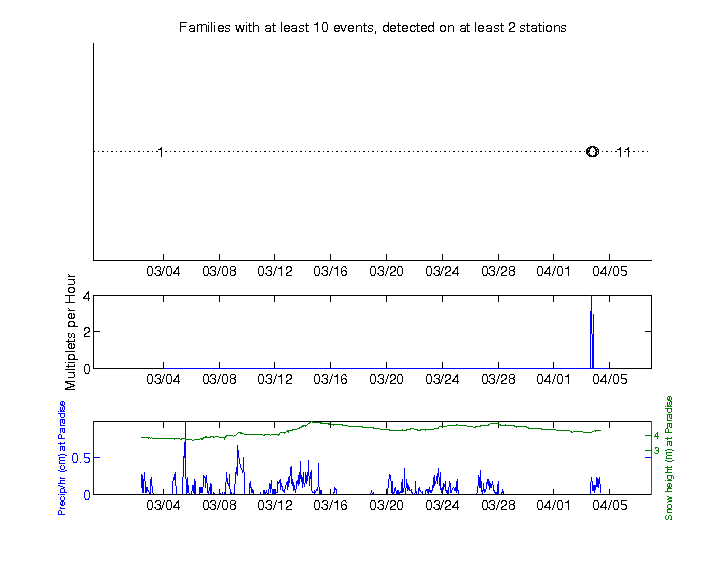 Families with at least 10 events, detected on at least 2 stations
1 11
03/04 03/08 03/12 03/16 03/20 03/24 03/28 04/01 04/05
Multiplets per Hour
4
2
0
03/04 03/08 03/12 03/16 03/20 03/24 03/28 04/01 04/05
Precip/hr (cm) at Paradise
0.5
0
4
3
Snow height (m) at Paradise
03/04 03/08 03/12 03/16 03/20 03/24 03/28 04/01 04/05